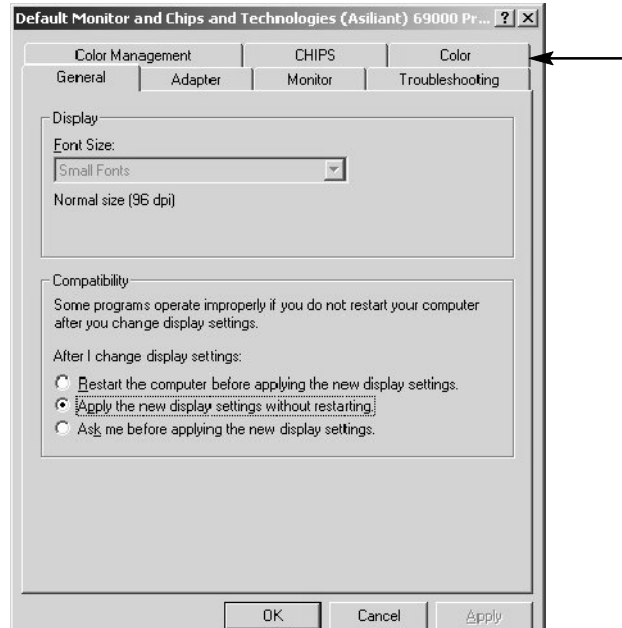 Default Monitor and Chips and Technologies (Asiliant) 69000 Pr...
Color Management CHIPS Color
General Adapter Monitor Troubleshooting
Display
Font Size:
Small Fonts
Normal size (96 dpi)
Compatibility
Some programs operate improperly if you do not restart your computer
after you change display settings.
After I change display settings:
Restart the computer before applying the new display settings.
Apply the new display settings without restarting.
Ask me before applying the new display settings.
OK Cancel Apply